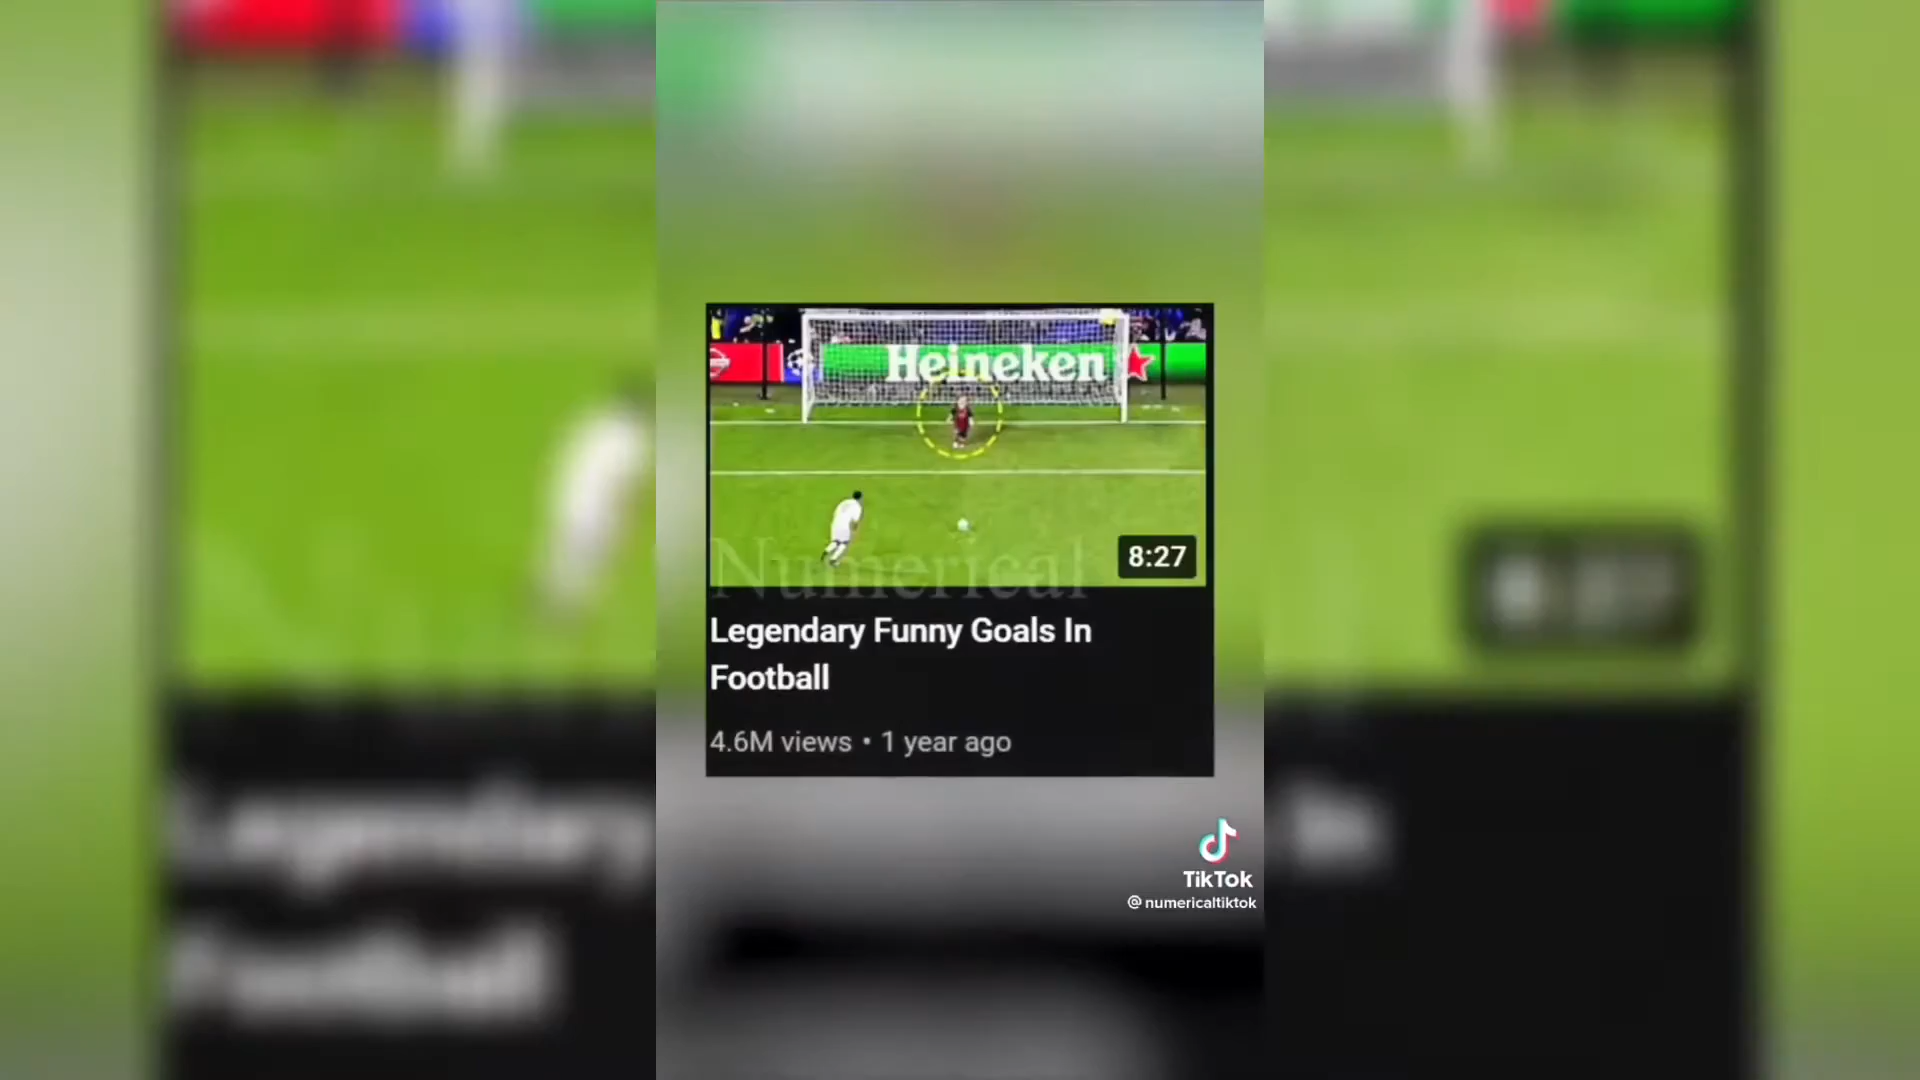 Heineken
Numerical
8:27
Legendary Funny Goals In
Football
4.6M views • 1 year ago
TikTok
@numericaltiktok